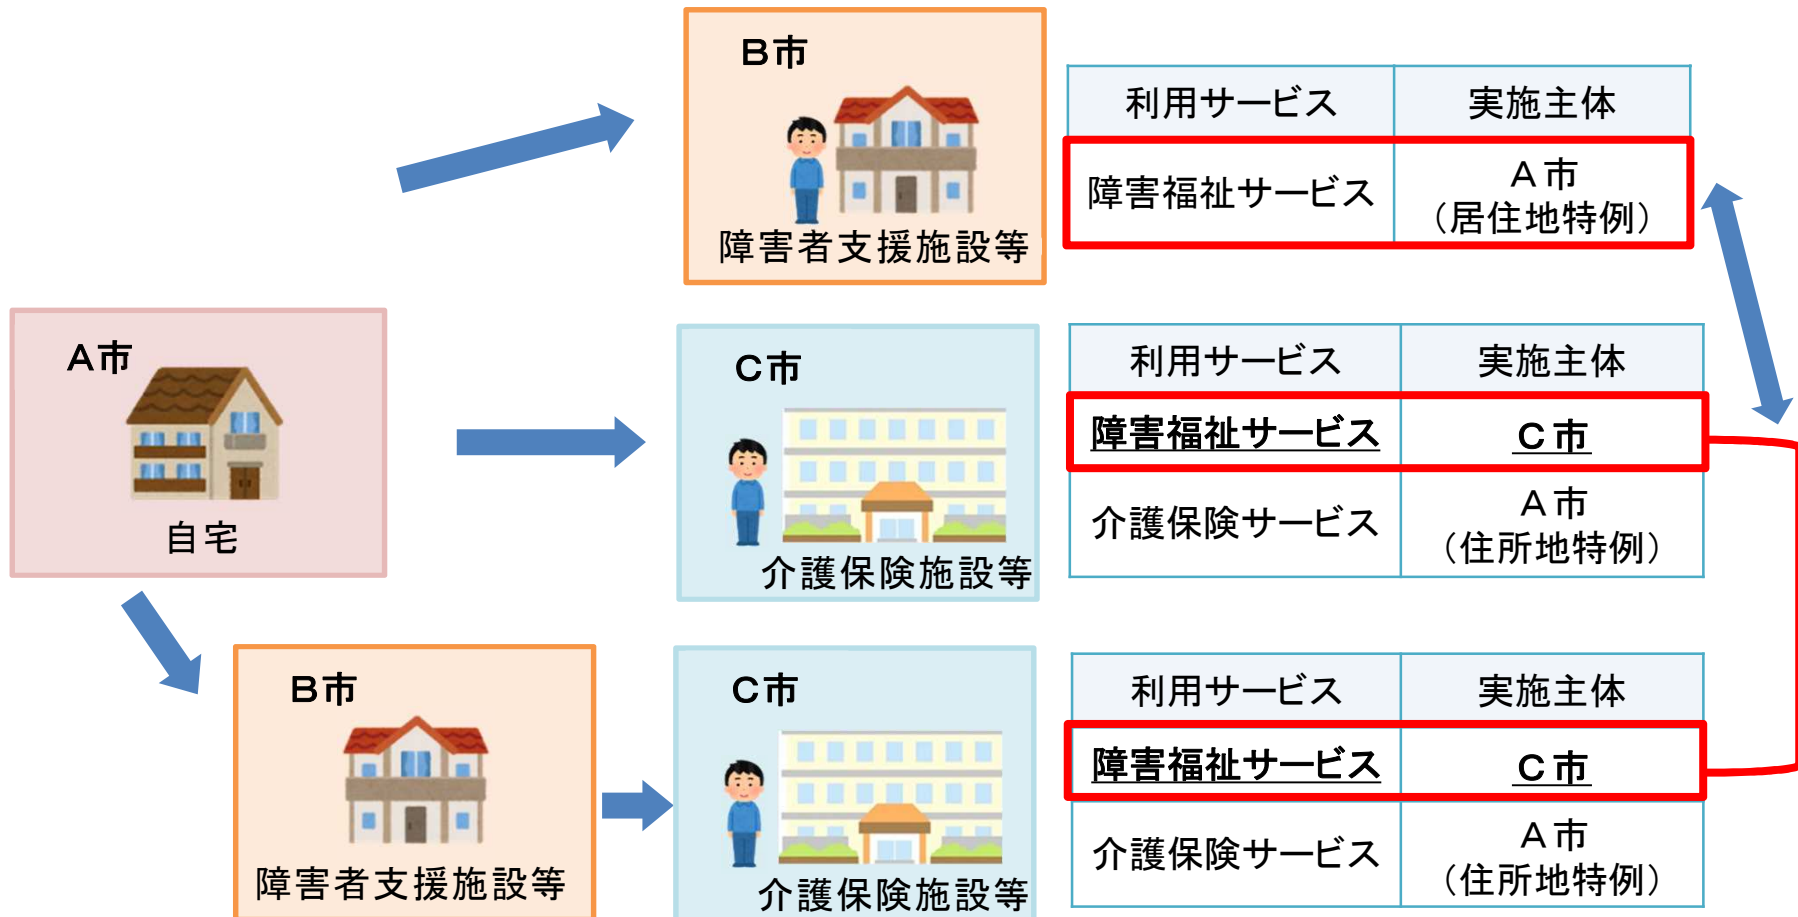 B市
障害者支援施設等
利用サービス 実施主体
障害福祉サービス A市
(居住地特例)
A市
自宅
C市
介護保険施設等
利用サービス 実施主体
障害福祉サービス C市
介護保険サービス A市
(住所地特例)
B市
障害者支援施設等
C市
介護保険施設等
利用サービス 実施主体
障害福祉サービス C市
介護保険サービス A市
(住所地特例)